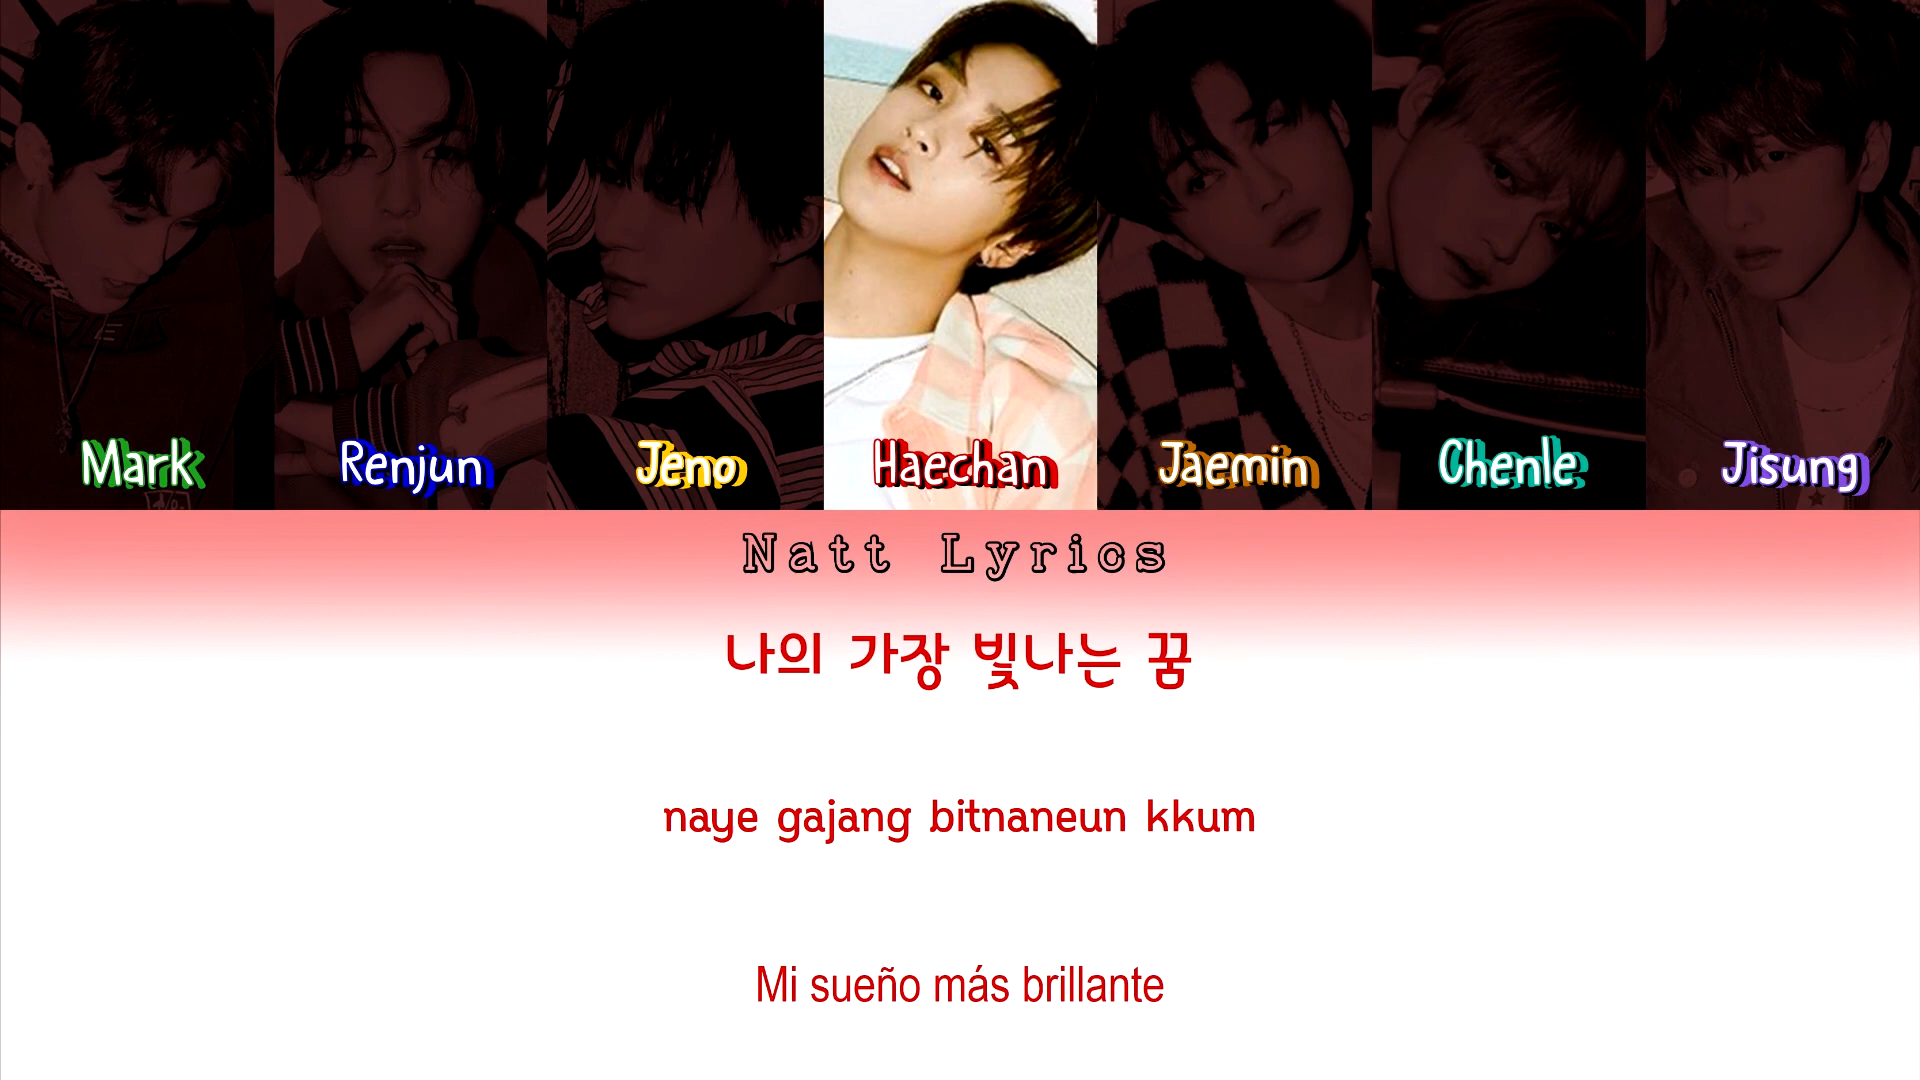 Mark Renjun Jeno Haechan Jaemin Chenle Jisung
Natt Lyrics
나의 가장 빛나는 꿈
naye gajang bitnaneun kkum
Mi sueño más brillante